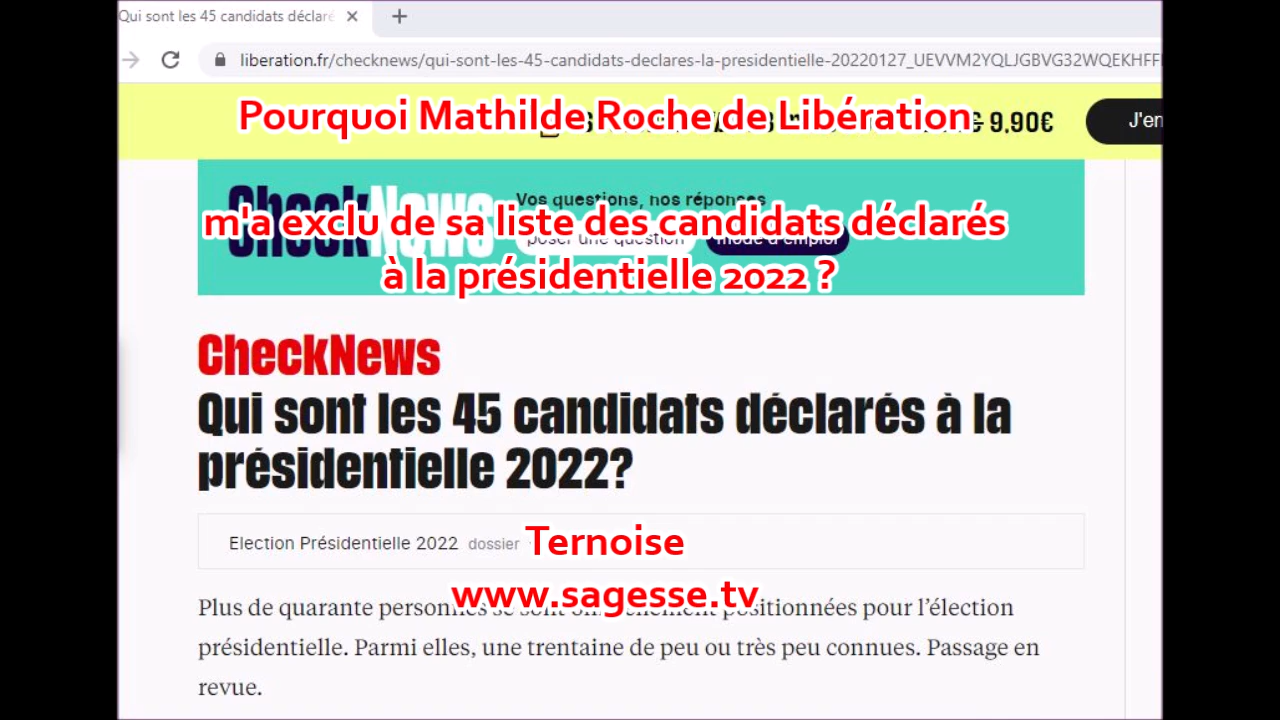 Qui sont les 45 candidats déclaré
liberation.fr/checknews/qui-sont-les-45-candidats-declares-la-presidentielle-20220127_UEVVM2YQLJGBVG32WQEKHFF
Pourquoi Mathilde Roche de Libération
9,90€
J'en
CheckNews
Vos questions, nos réponses
m'a exclu de sa liste des candidats déclarés
poser une question
mode d'emploi
à la présidentielle 2022 ?
CheckNews
Qui sont les 45 candidats déclarés à la
présidentielle 2022?
Election Présidentielle 2022 dossier
Ternoise
www.sagesse.tv
Plus de quarante personnes se sont positionnées pour l'élection
présidentielle. Parmi elles, une trentaine de peu ou très peu connues. Passage en
revue.